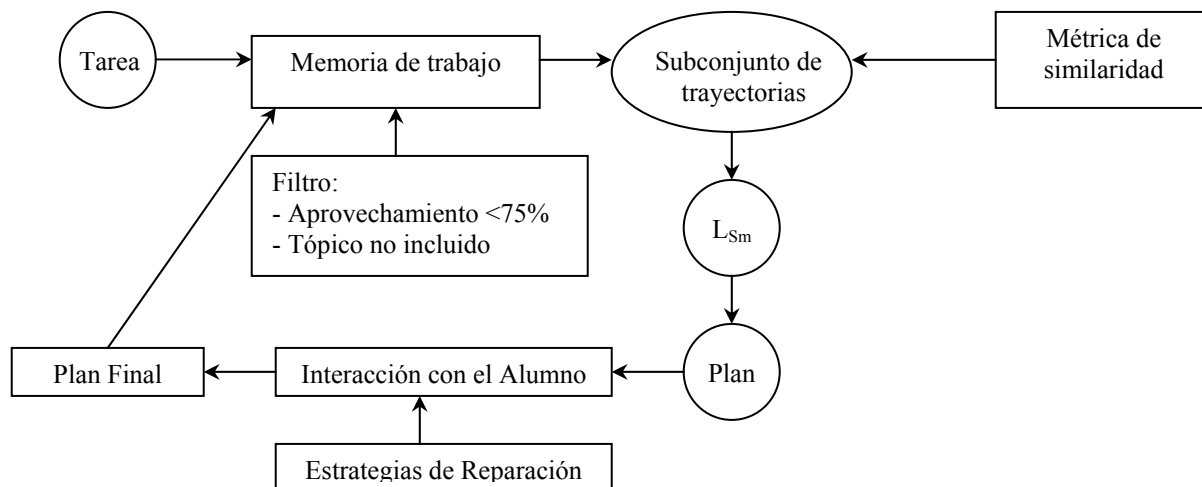 Tarea
Memoria de trabajo
Subconjunto de
trayectorias
Métrica de
similaridad
Filtro:
- Aprovechamiento <75%
- Tópico no incluido
L_Sm
Plan Final
Interacción con el Alumno
Plan
Estrategias de Reparación